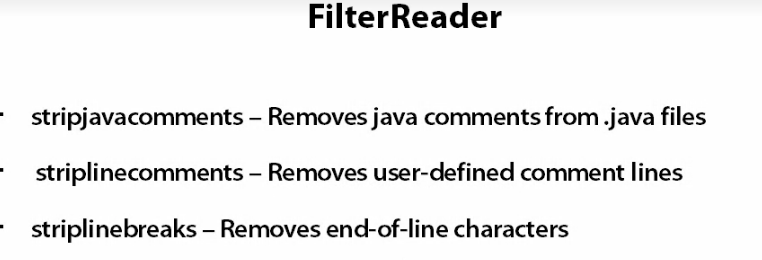 FilterReader
stripjavacomments – Removes java comments from .java files
striplinecomments – Removes user-defined comment lines
striplinebreaks – Removes end-of-line characters